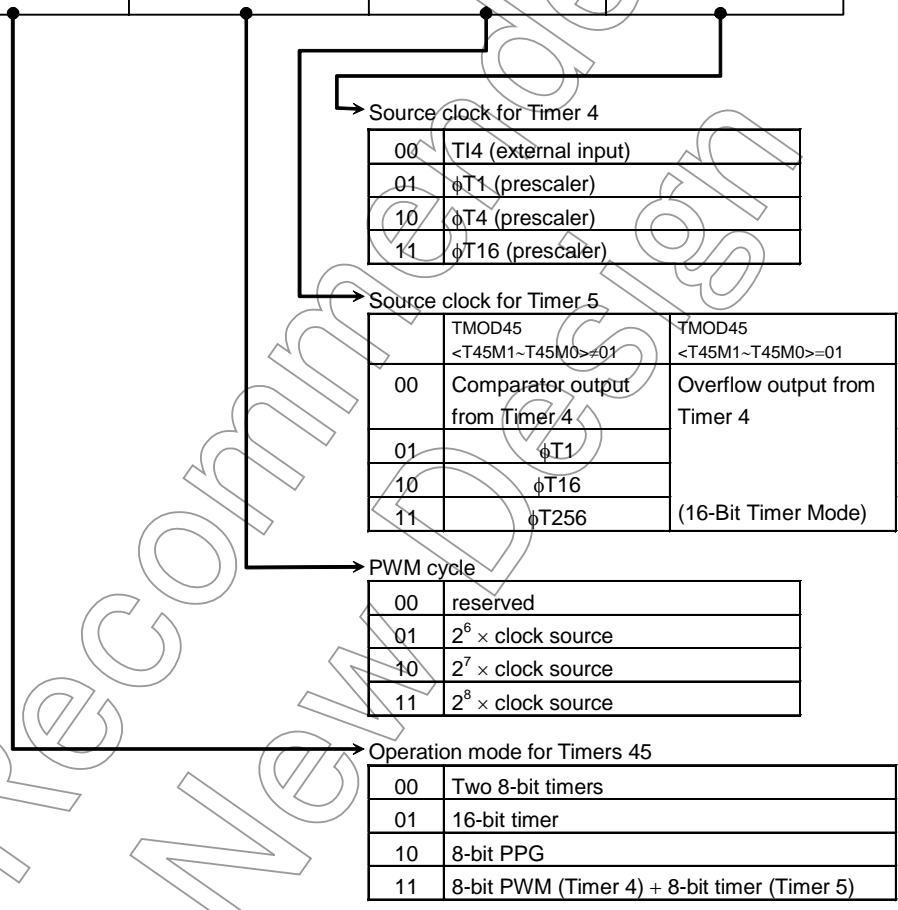 Source clock for Timer 4
00 TI4 (external input)
01 ϕT1 (prescaler)
10 ϕT4 (prescaler)
11 ϕT16 (prescaler)
Source clock for Timer 5
TMOD45 TMOD45
<T45M1~T45M0>≠01 <T45M1~T45M0>=01
00 Comparator output Overflow output from
from Timer 4 Timer 4
01 ϕT1
10 ϕT16
11 ϕT256 (16-Bit Timer Mode)
PWM cycle
00 reserved
01 2⁶ × clock source
10 2⁷ × clock source
11 2⁸ × clock source
Operation mode for Timers 45
00 Two 8-bit timers
01 16-bit timer
10 8-bit PPG
11 8-bit PWM (Timer 4) + 8-bit timer (Timer 5)
Recommende
New Design